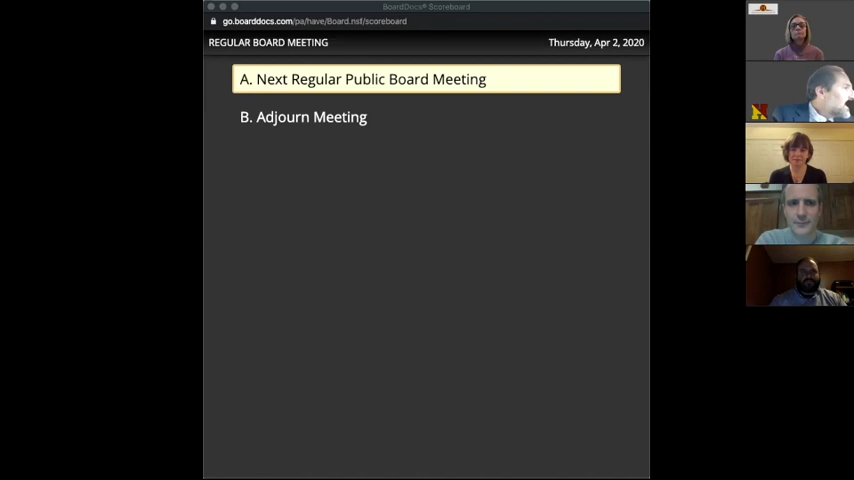 BoardDocs® Scoreboard
go.boarddocs.com/pa/have/Board.nsf/scoreboard
REGULAR BOARD MEETING
Thursday, Apr 2, 2020
A. Next Regular Public Board Meeting
B. Adjourn Meeting